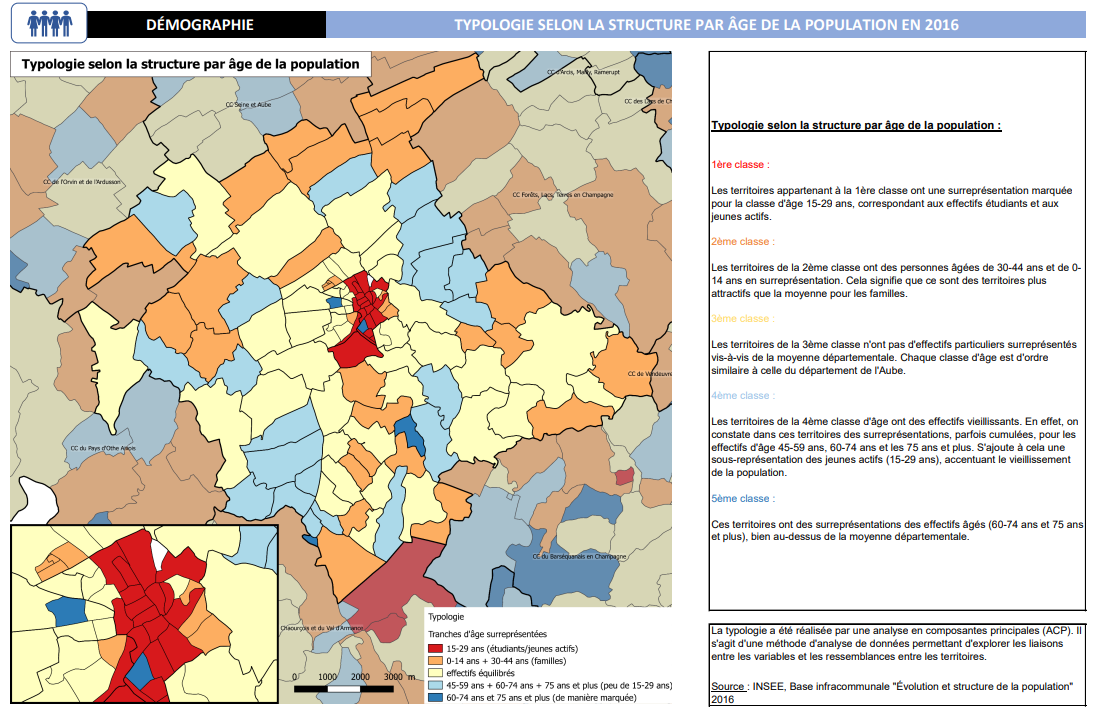 DÉMOGRAPHIE
TYPOLOGIE SELON LA STRUCTURE PAR ÂGE DE LA POPULATION EN 2016
Typologie selon la structure par âge de la population
CC d'Arcis, Mailly, Ramerupt
CC Seine et Aube
CC des Lacs de Ch
CC de l'Orvin et de l'Ardusson
CC Forêts, Lacs, Terres en Champagne
CC de Vendeuvre
CC du Pays d'Othe Aixois
CC du Barséquanais en Champagne
Chaourçois et du Val d'Armance
Typologie
Tranches d'âge surreprésentées
15-29 ans (étudiants/jeunes actifs)
0-14 ans + 30-44 ans (familles)
effectifs équilibrés
45-59 ans + 60-74 ans + 75 ans et plus (peu de 15-29 ans)
60-74 ans et 75 ans et plus (de manière marquée)
0 1000 2000 3000 m
Typologie selon la structure par âge de la population :
1ère classe :
Les territoires appartenant à la 1ère classe ont une surreprésentation marquée
pour la classe d'âge 15-29 ans, correspondant aux effectifs étudiants et aux
jeunes actifs.
2ème classe :
Les territoires de la 2ème classe ont des personnes âgées de 30-44 ans et de 0-
14 ans en surreprésentation. Cela signifie que ce sont des territoires plus
attractifs que la moyenne pour les familles.
3ème classe :
Les territoires de la 3ème classe n'ont pas d'effectifs particuliers surreprésentés
vis-à-vis de la moyenne départementale. Chaque classe d'âge est d'ordre
similaire à celle du département de l'Aube.
4ème classe :
Les territoires de la 4ème classe d'âge ont des effectifs vieillissants. En effet, on
constate dans ces territoires des surreprésentations, parfois cumulées, pour les
effectifs d'âge 45-59 ans, 60-74 ans et les 75 ans et plus. S'ajoute à cela une
sous-représentation des jeunes actifs (15-29 ans), accentuant le vieillissement
de la population.
5ème classe :
Ces territoires ont des surreprésentations des effectifs âgés (60-74 ans et 75 ans
et plus), bien au-dessus de la moyenne départementale.
La typologie a été réalisée par une analyse en composantes principales (ACP). Il
s'agit d'une méthode d'analyse de données permettant d'explorer les liaisons
entre les variables et les ressemblances entre les territoires.
Source : INSEE, Base infracommunale "Évolution et structure de la population"
2016